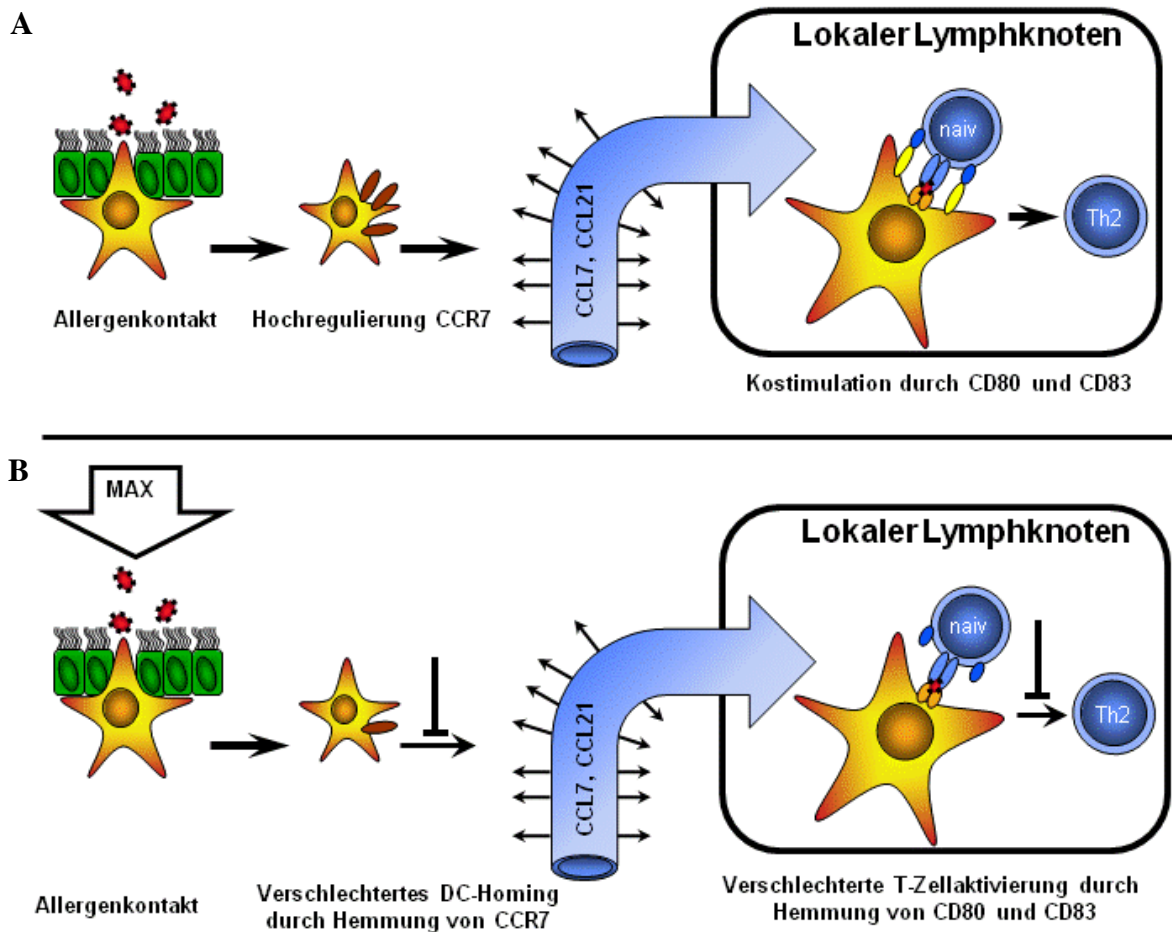 A
Lokaler Lymphknoten
naiv
Th2
CCL7, CCL21
Allergenkontakt
Hochregulierung CCR7
Kostimulation durch CD80 und CD83
B
MAX
Lokaler Lymphknoten
naiv
Th2
CCL7, CCL21
Allergenkontakt
Verschlechtertes DC-Homing
durch Hemmung von CCR7
Verschlechterte T-Zellaktivierung durch
Hemmung von CD80 und CD83